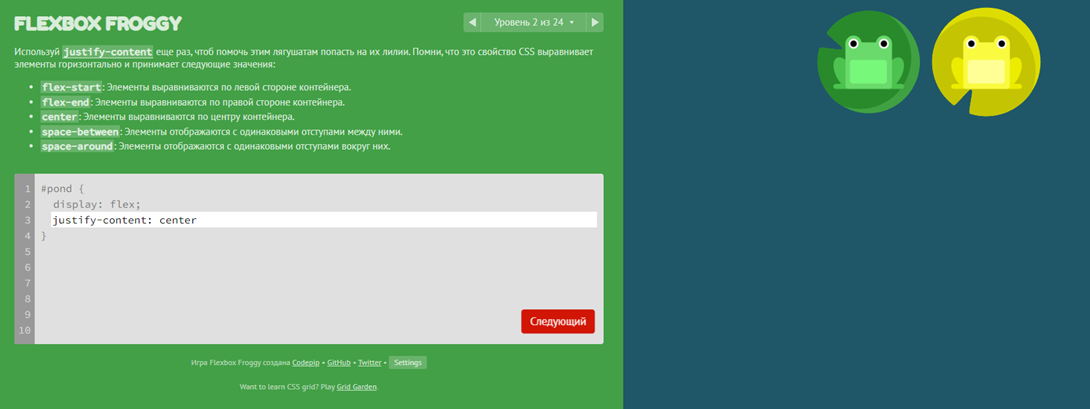 FLEXBOX FROGGY
Уровень 2 из 24
Используй justify-content еще раз, чтоб помочь этим лягушатам попасть на их лилии. Помни, что это свойство CSS выравнивает
элементы горизонтально и принимает следующие значения:
flex-start: Элементы выравниваются по левой стороне контейнера.
flex-end: Элементы выравниваются по правой стороне контейнера.
center: Элементы выравниваются по центру контейнера.
space-between: Элементы отображаются с одинаковыми отступами между ними.
space-around: Элементы отображаются с одинаковыми отступами вокруг них.
1 #pond {
2 display: flex;
3 justify-content: center
4 }
5
6
7
8
9
10
Следующий
Игра Flexbox Froggy создана Codepip • GitHub • Twitter • Settings
Want to learn CSS grid? Play Grid Garden.